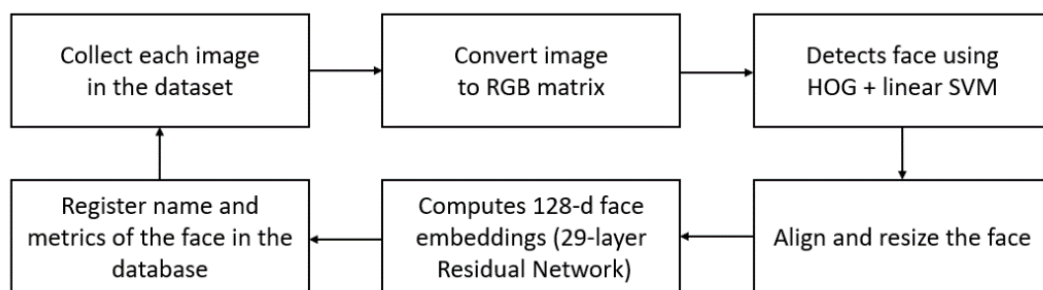 Collect each image
in the dataset
Convert image
to RGB matrix
Detects face using
HOG + linear SVM
Align and resize the face
Computes 128-d face
embeddings (29-layer
Residual Network)
Register name and
metrics of the face in the
database